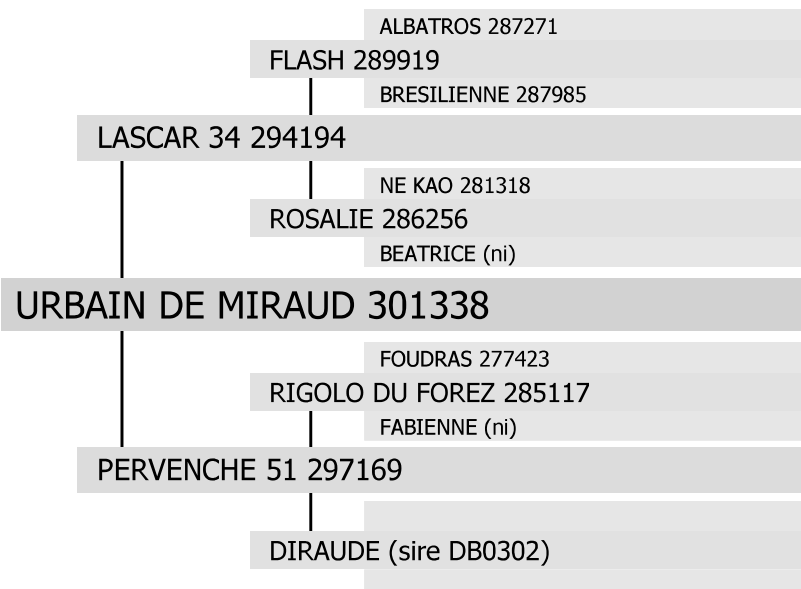 ALBATROS 287271
FLASH 289919
BRESILIENNE 287985
LASCAR 34 294194
NE KAO 281318
ROSALIE 286256
BEATRICE (ni)
URBAIN DE MIRAUD 301338
FOUDRAS 277423
RIGOLO DU FOREZ 285117
FABIENNE (ni)
PERVENCHE 51 297169
DIRAUDE (sire DB0302)